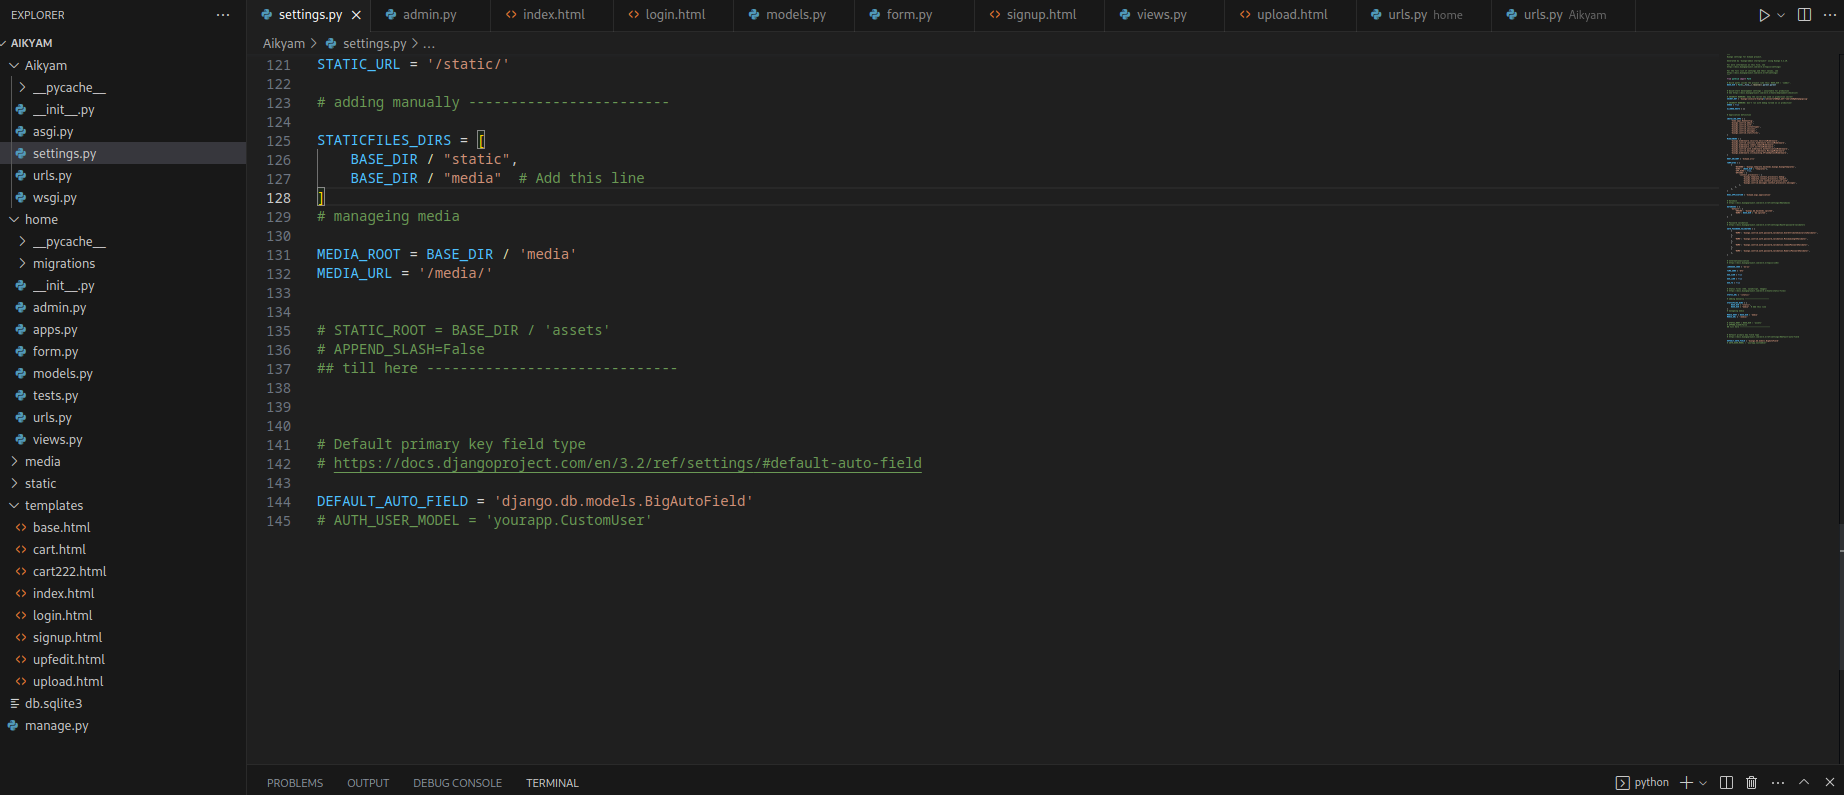 EXPLORER
AIKYAM
Aikyam
__pycache__
__init__.py
asgi.py
settings.py
urls.py
wsgi.py
home
__pycache__
migrations
__init__.py
admin.py
apps.py
form.py
models.py
tests.py
urls.py
views.py
media
static
templates
base.html
cart.html
cart222.html
index.html
login.html
signup.html
upfedit.html
upload.html
db.sqlite3
manage.py
settings.py admin.py index.html login.html models.py form.py signup.html views.py upload.html urls.py home urls.py Aikyam
Aikyam > settings.py > ...
121 STATIC_URL = '/static/'
122
123 # adding manually ------------------------
124
125 STATICFILES_DIRS = [
126 BASE_DIR / "static",
127 BASE_DIR / "media"  # Add this line
128 ]
129 # manageing media
130
131 MEDIA_ROOT = BASE_DIR / 'media'
132 MEDIA_URL = '/media/'
133
134
135 # STATIC_ROOT = BASE_DIR / 'assets'
136 # APPEND_SLASH=False
137 ## till here ------------------------------
138
139
140
141 # Default primary key field type
142 # https://docs.djangoproject.com/en/3.2/ref/settings/#default-auto-field
143
144 DEFAULT_AUTO_FIELD = 'django.db.models.BigAutoField'
145 # AUTH_USER_MODEL = 'yourapp.CustomUser'
PROBLEMS OUTPUT DEBUG CONSOLE TERMINAL python